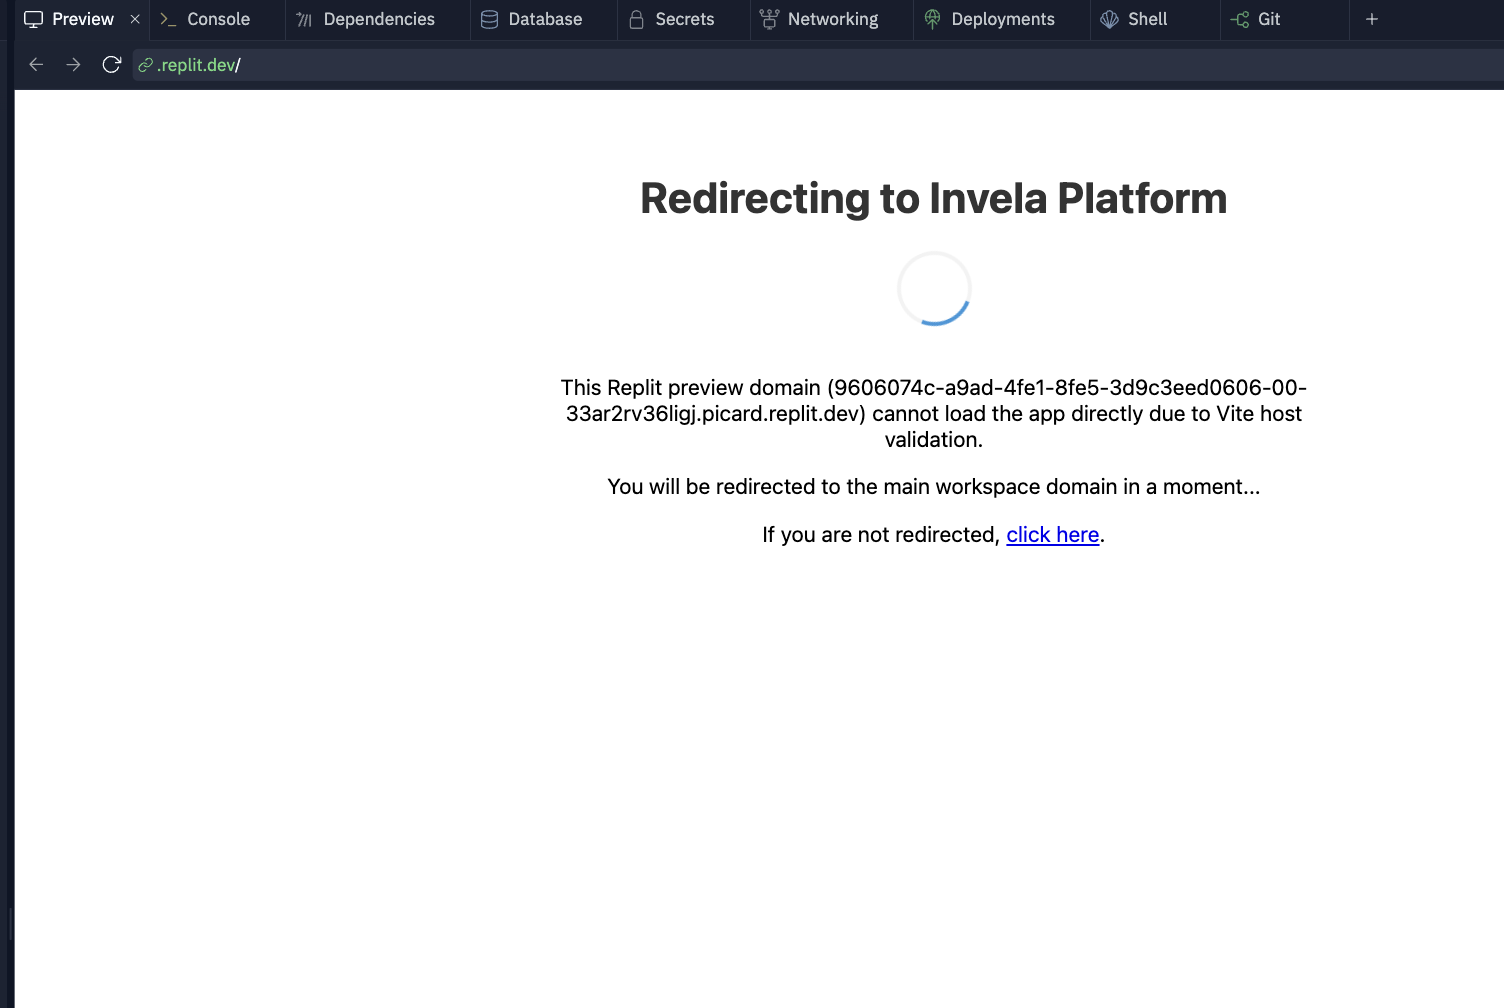 Preview
Console
Dependencies
Database
Secrets
Networking
Deployments
Shell
Git
.replit.dev/
Redirecting to Invela Platform
This Replit preview domain (9606074c-a9ad-4fe1-8fe5-3d9c3eed0606-00-
33ar2rv36ligj.picard.replit.dev) cannot load the app directly due to Vite host
validation.
You will be redirected to the main workspace domain in a moment...
If you are not redirected, click here.